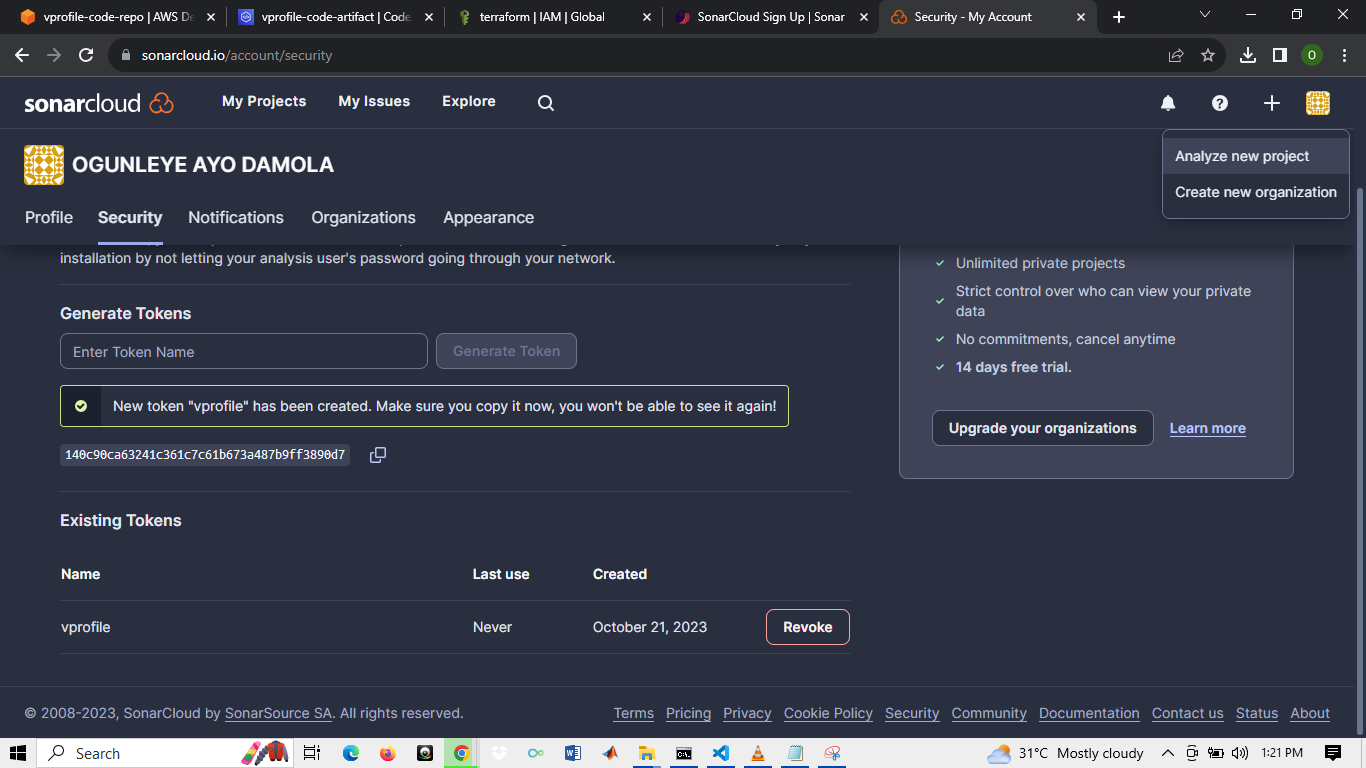 vprofile-code-repo | AWS De
vprofile-code-artifact | Code
terraform | IAM | Global
SonarCloud Sign Up | Sonar
Security - My Account
sonarcloud.io/account/security
O
sonarcloud
My Projects
My Issues
Explore
OGUNLEYE AYO DAMOLA
Analyze new project
Create new organization
Profile
Security
Notifications
Organizations
Appearance
installation by not letting your analysis user's password going through your network.
Generate Tokens
Enter Token Name
Generate Token
New token "vprofile" has been created. Make sure you copy it now, you won't be able to see it again!
140c90ca63241c361c7c61b673a487b9ff3890d7
Unlimited private projects
Strict control over who can view your private
data
No commitments, cancel anytime
14 days free trial.
Upgrade your organizations
Learn more
Existing Tokens
Name
Last use
Created
vprofile
Never
October 21, 2023
Revoke
© 2008-2023, SonarCloud by SonarSource SA. All rights reserved.
Terms
Pricing
Privacy
Cookie Policy
Security
Community
Documentation
Contact us
Status
About
Search
31°C Mostly cloudy
1:21 PM